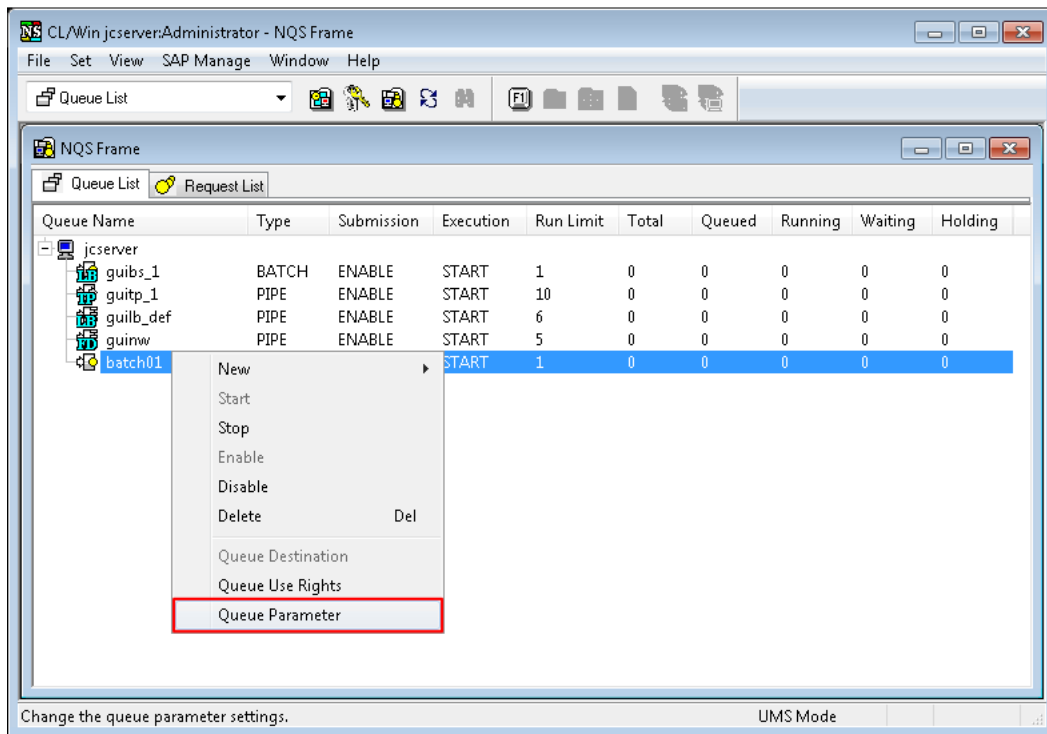 CL/Win jcserver:Administrator - NQS Frame
File Set View SAP Manage Window Help
Queue List
F1
NQS Frame
Queue List Request List
Queue Name Type Submission Execution Run Limit Total Queued Running Waiting Holding
jcserver
guibs_1 BATCH ENABLE START 1 0 0 0 0 0
guitp_1 PIPE ENABLE START 10 0 0 0 0 0
guilb_def PIPE ENABLE START 6 0 0 0 0 0
guinw PIPE ENABLE START 5 0 0 0 0 0
batch01 START 1 0 0 0 0 0
New
Start
Stop
Enable
Disable
Delete Del
Queue Destination
Queue Use Rights
Queue Parameter
Change the queue parameter settings. UMS Mode